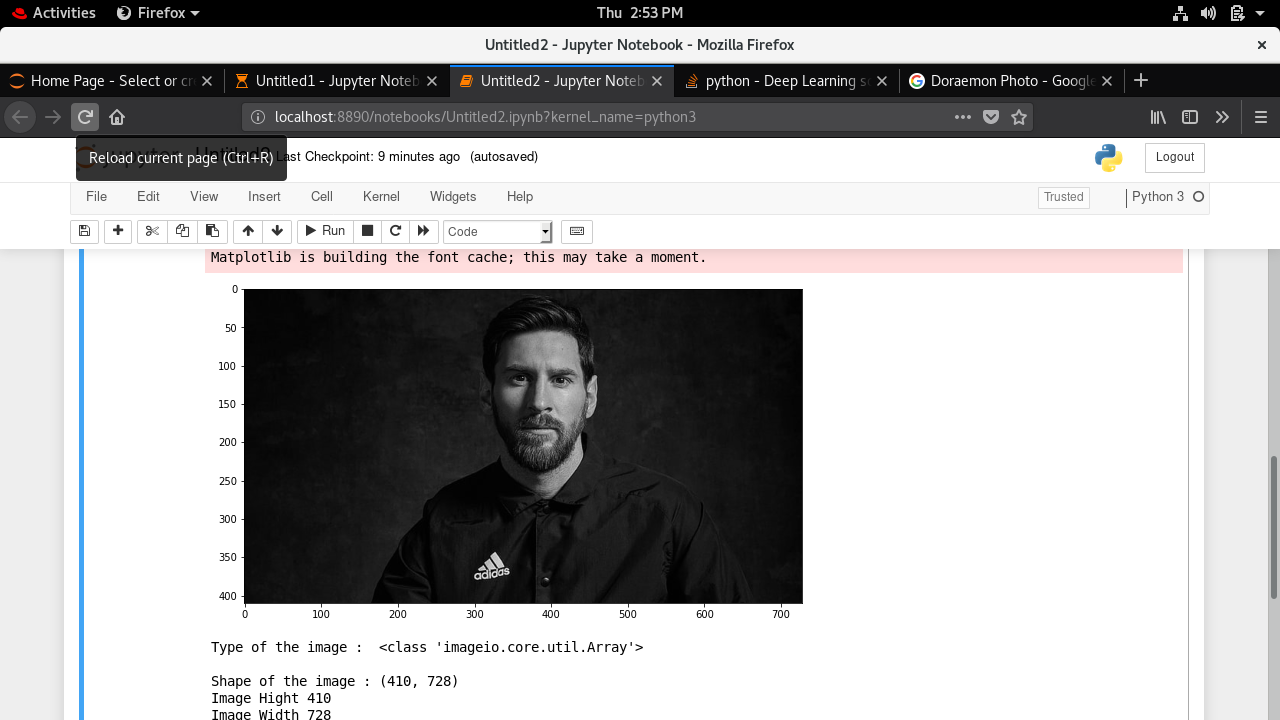 Activities Firefox Thu 2:53 PM
Untitled2 - Jupyter Notebook - Mozilla Firefox ×
Home Page - Select or cr Untitled1 - Jupyter Noteb Untitled2 - Jupyter Noteb python - Deep Learning se Doraemon Photo - Google
localhost:8890/notebooks/Untitled2.ipynb?kernel_name=python3
Reload current page (Ctrl+R) Last Checkpoint: 9 minutes ago (autosaved) Logout
File Edit View Insert Cell Kernel Widgets Help Trusted Python 3
Run Code
Matplotlib is building the font cache; this may take a moment.
0
50
100
150
200
250
300
350
400
adidas
0 100 200 300 400 500 600 700
Type of the image :  <class 'imageio.core.util.Array'>
Shape of the image : (410, 728)
Image Hight 410
Image Width 728